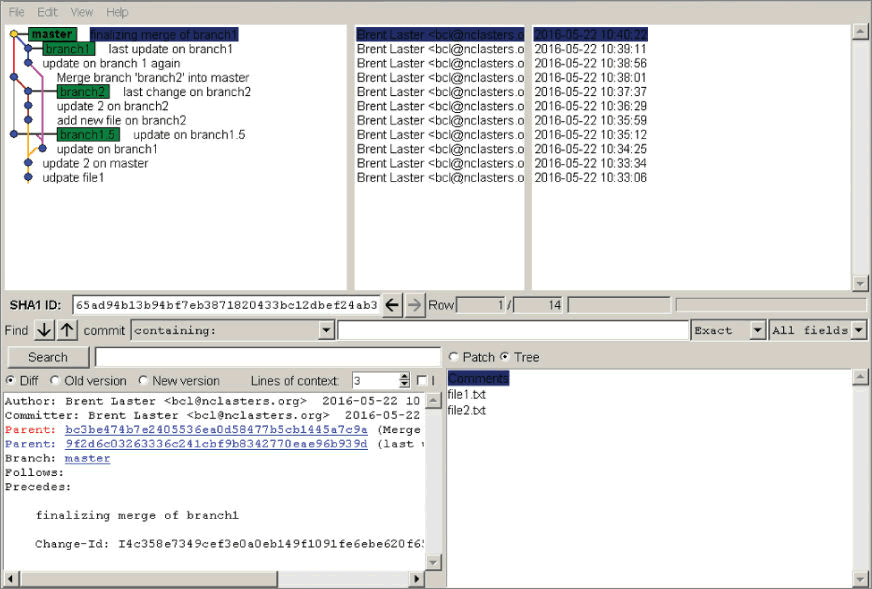 File Edit View Help
master finalizing merge of branch1 Brent Laster <bcl@nclasters.o 2016-05-22 10:40:22
branch1 last update on branch1 Brent Laster <bcl@nclasters.o 2016-05-22 10:39:11
update on branch 1 again Brent Laster <bcl@nclasters.o 2016-05-22 10:38:56
Merge branch 'branch2' into master Brent Laster <bcl@nclasters.o 2016-05-22 10:38:01
branch2 last change on branch2 Brent Laster <bcl@nclasters.o 2016-05-22 10:37:37
update 2 on branch2 Brent Laster <bcl@nclasters.o 2016-05-22 10:36:29
add new file on branch2 Brent Laster <bcl@nclasters.o 2016-05-22 10:35:59
branch1.5 update on branch1.5 Brent Laster <bcl@nclasters.o 2016-05-22 10:35:12
update on branch1 Brent Laster <bcl@nclasters.o 2016-05-22 10:34:25
update 2 on master Brent Laster <bcl@nclasters.o 2016-05-22 10:33:34
udpate file1 Brent Laster <bcl@nclasters.o 2016-05-22 10:33:06
SHA1 ID: 65ad94b13b94bf7eb3871820433bc12dbef24ab3 Row 1 / 14
Find commit containing: Exact All fields
Search Patch Tree
Diff Old version New version Lines of context: 3
Comments
file1.txt
file2.txt
Author: Brent Laster <bcl@nclasters.org> 2016-05-22 10
Committer: Brent Laster <bcl@nclasters.org> 2016-05-22
Parent: bc3be474b7e2405536ea0d58477b5cb1445a7c9a (Merge
Parent: 9f2d6c03263336c241cbf9b8342770eae96b939d (last
Branch: master
Follows:
Precedes:
finalizing merge of branch1
Change-Id: I4c358e7349cef3e0a0eb149f1091fe6ebe620f6